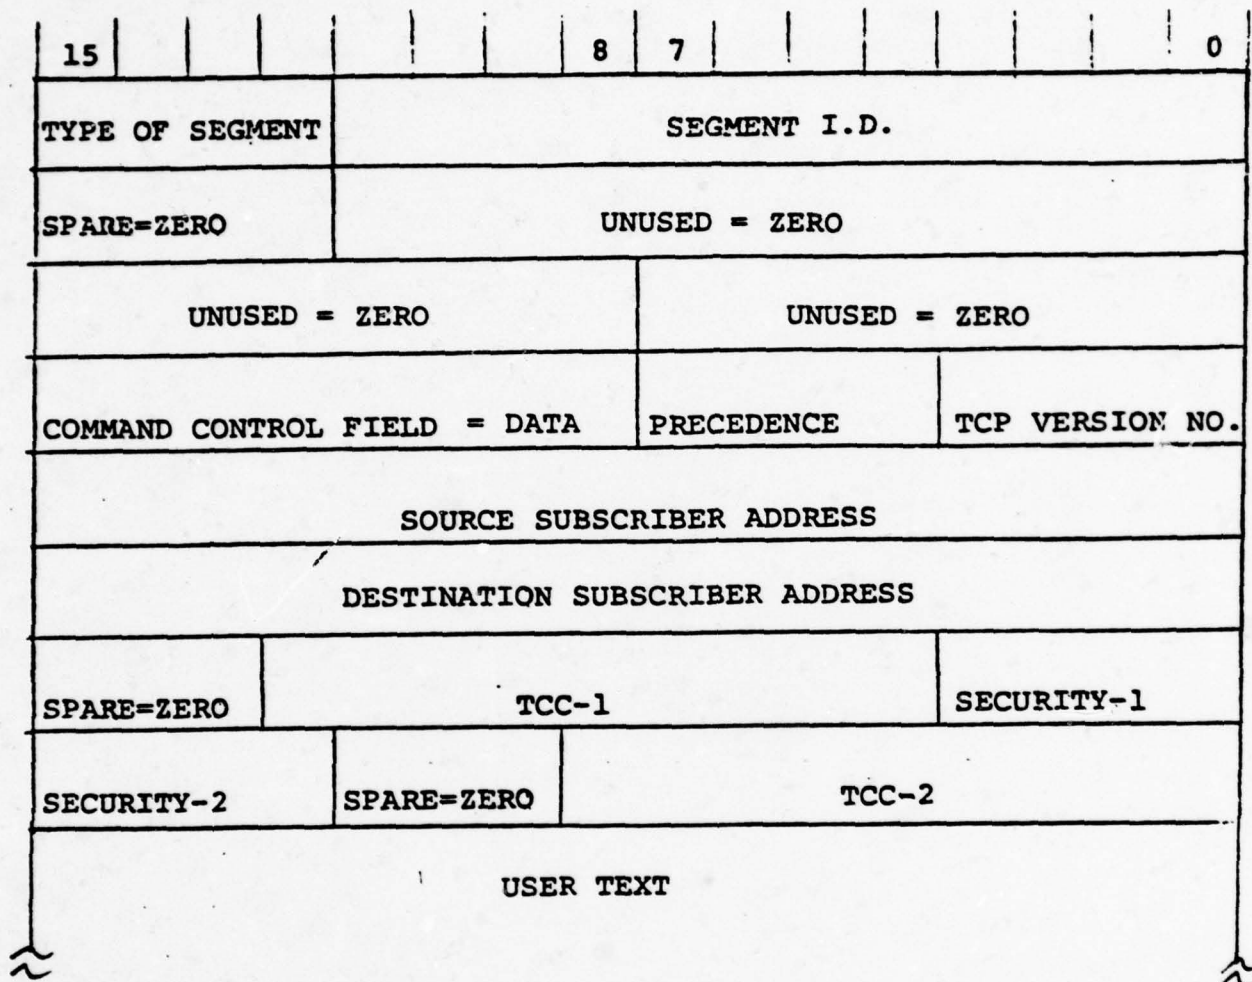 15 8 7 0
TYPE OF SEGMENT SEGMENT I.D.
SPARE=ZERO UNUSED = ZERO
UNUSED = ZERO UNUSED = ZERO
COMMAND CONTROL FIELD = DATA PRECEDENCE TCP VERSION NO.
SOURCE SUBSCRIBER ADDRESS
DESTINATION SUBSCRIBER ADDRESS
SPARE=ZERO TCC-1 SECURITY-1
SECURITY-2 SPARE=ZERO TCC-2
USER TEXT